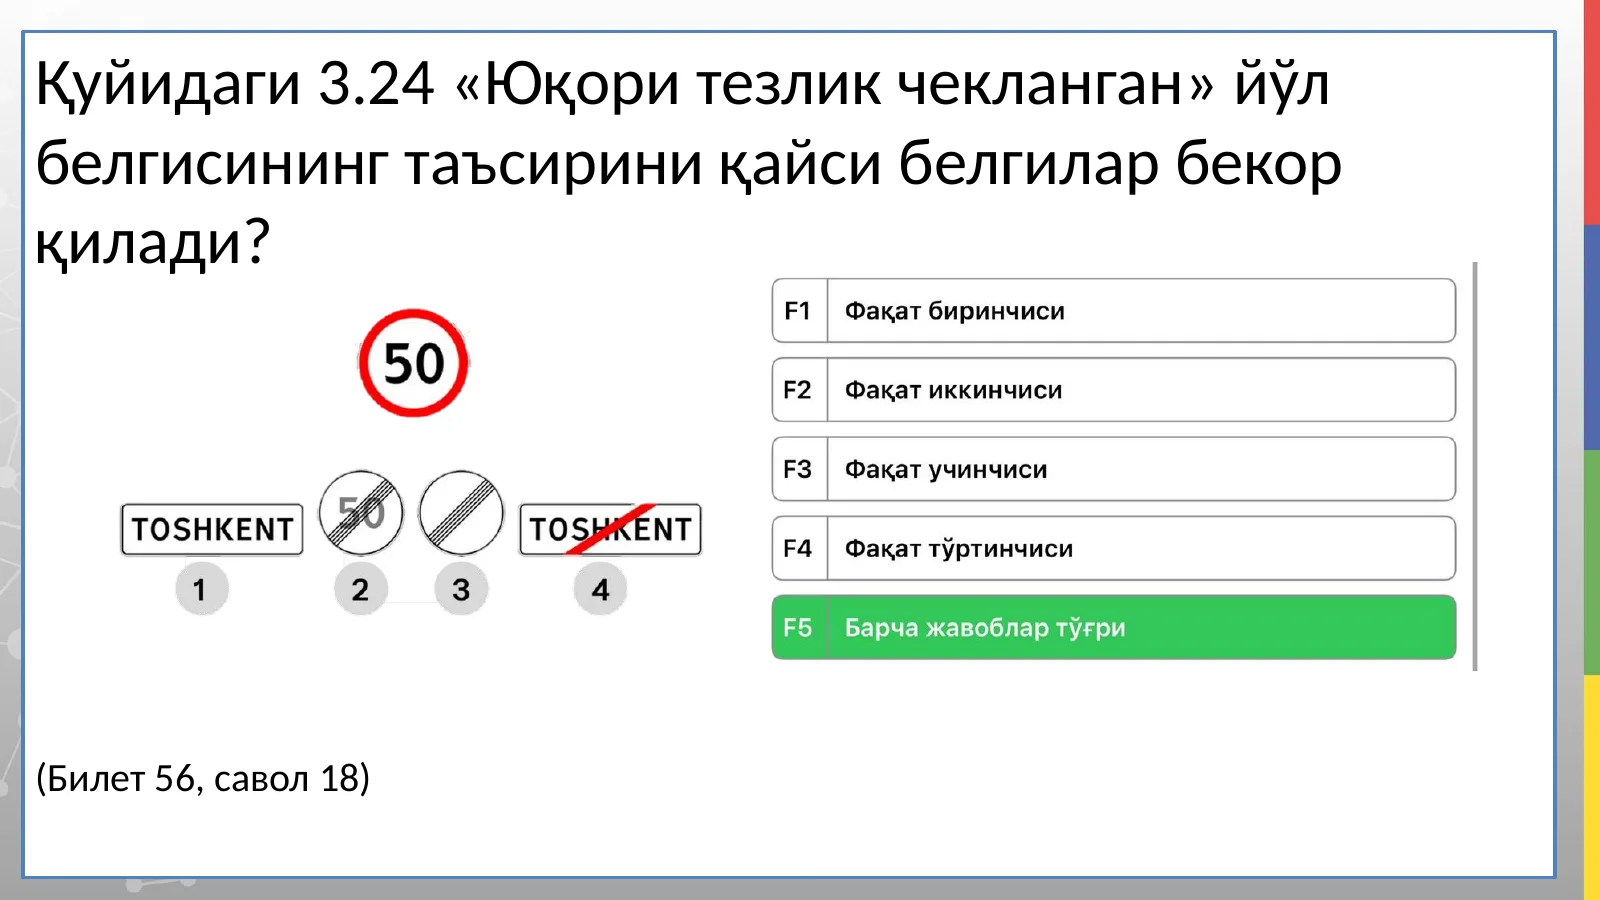 Қуйидаги 3.24 «Юқори тезлик чекланган» йўл
белгисининг таъсирини қайси белгилар бекор
қилади?
50
TOSHKENT
50
TOSHKENT
1
2
3
4
F1 Фақат биринчиси
F2 Фақат иккинчиси
F3 Фақат учинчиси
F4 Фақат тўртинчиси
F5 Барча жавоблар тўғри
(Билет 56, савол 18)